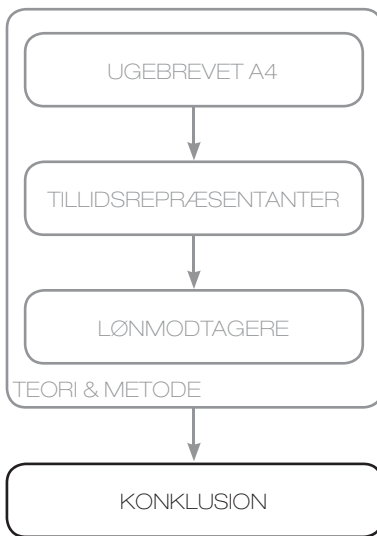 UGEBREVET A4
TILLIDSREPRÆSENTANTER
LØNMODTAGERE
TEORI & METODE
KONKLUSION